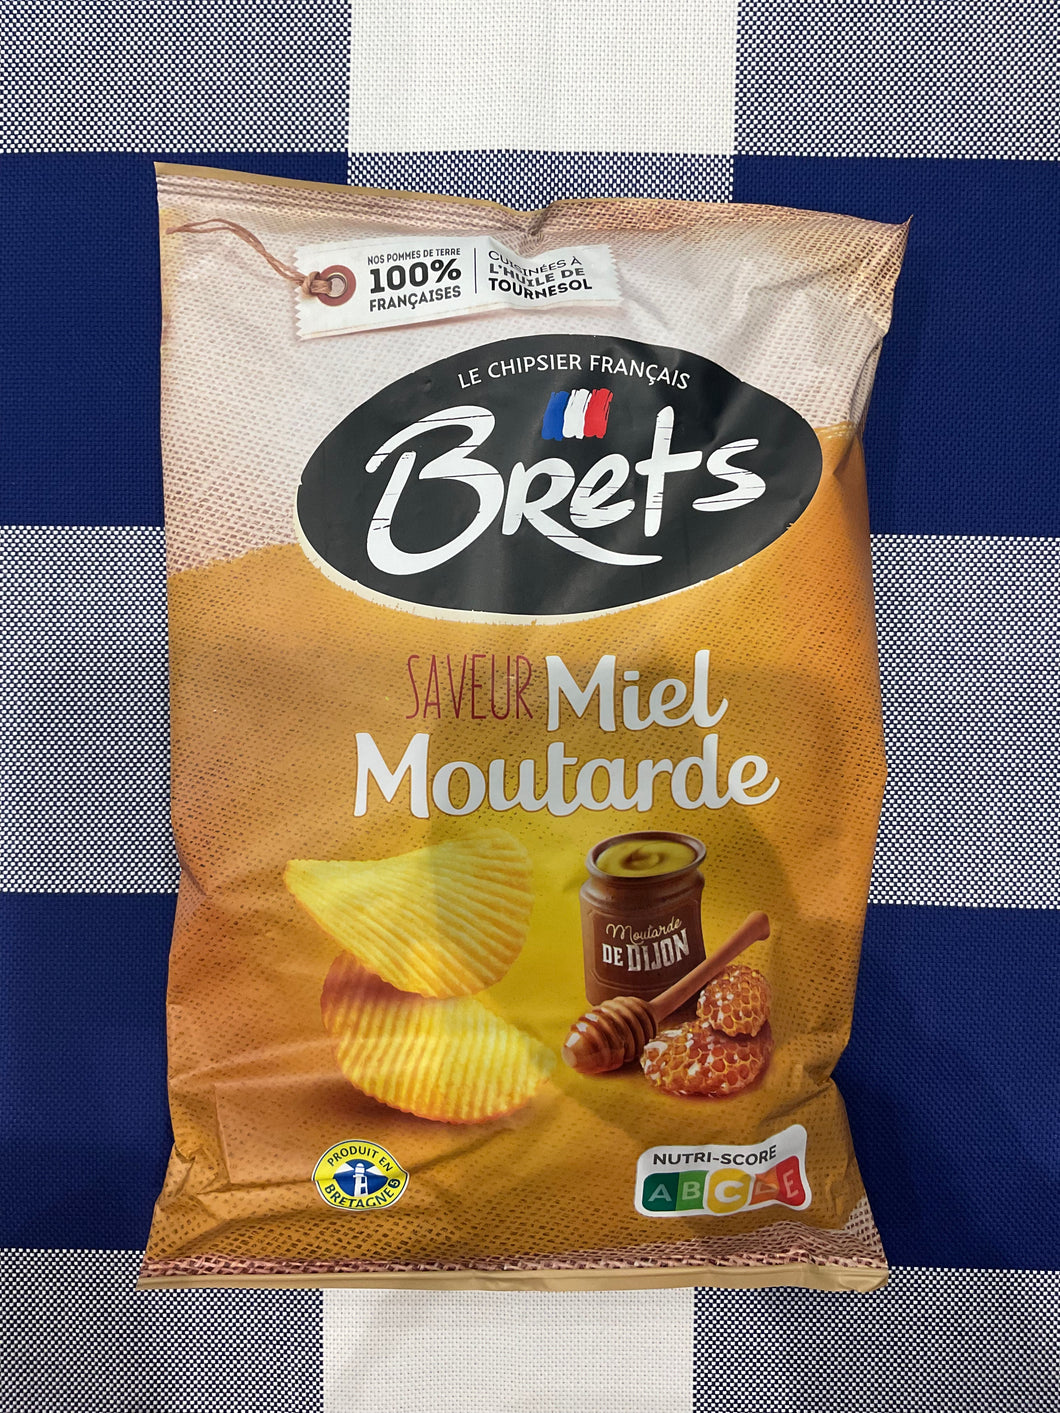 NOS POMMES DE TERRE
100%
FRANÇAISES
CUISINÉES À
L'HUILE DE
TOURNESOL
LE CHIPSIER FRANÇAIS
Brets
SAVEUR Miel
Moutarde
Moutarde
DE DIJON
PRODUIT EN
BRETAGNE
NUTRI-SCORE
A B C D E